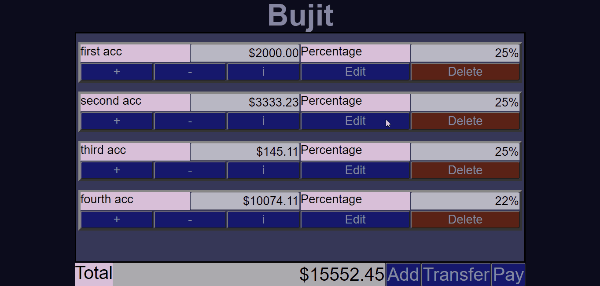 Bujit
first acc $2000.00 Percentage 25%
+ - i Edit Delete
second acc $3333.23 Percentage 25%
+ - i Edit Delete
third acc $145.11 Percentage 25%
+ - i Edit Delete
fourth acc $10074.11 Percentage 22%
+ - i Edit Delete
Total $15552.45 Add Transfer Pay